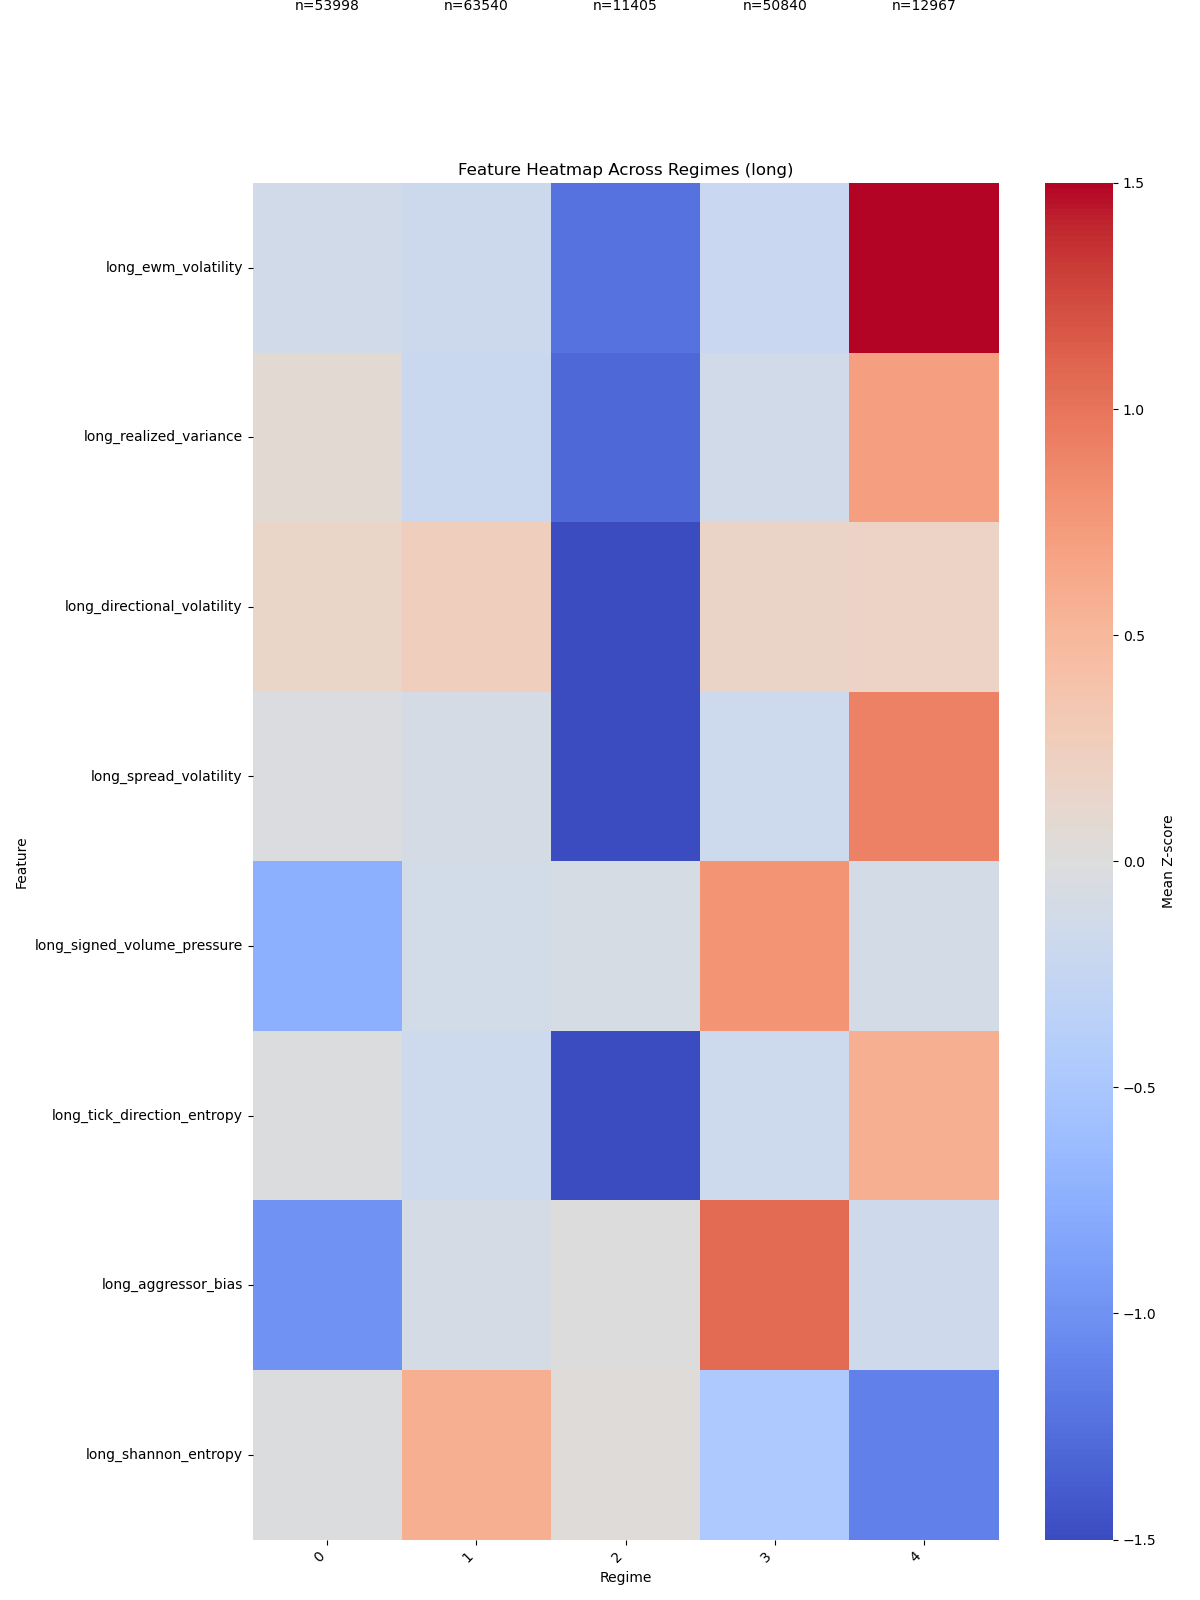 n=53998 n=63540 n=11405 n=50840 n=12967
Feature Heatmap Across Regimes (long)
long_ewm_volatility
long_realized_variance
long_directional_volatility
long_spread_volatility
long_signed_volume_pressure
long_tick_direction_entropy
long_aggressor_bias
long_shannon_entropy
Feature
0 1 2 3 4
Regime
1.5
1.0
0.5
0.0
−0.5
−1.0
−1.5
Mean Z-score